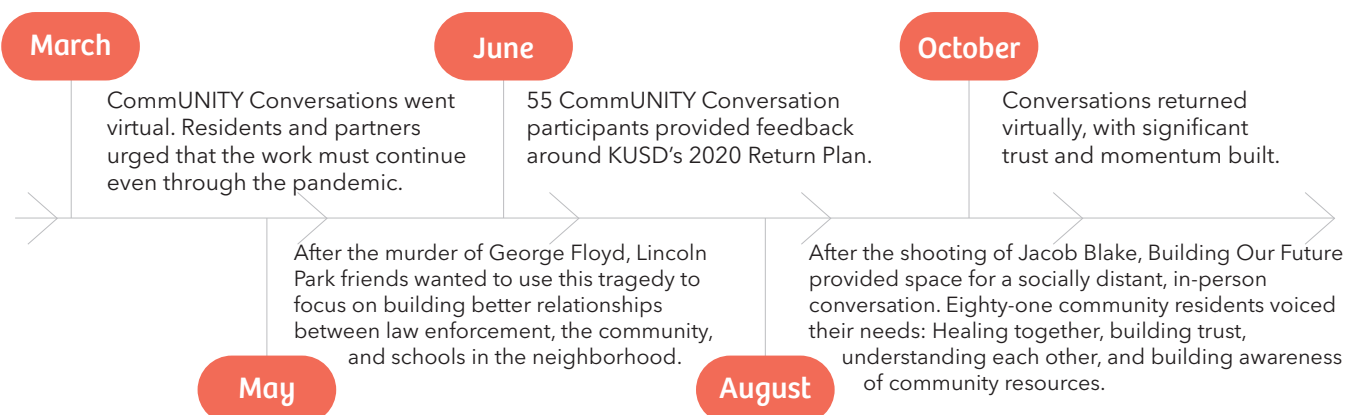 March
CommUNITY Conversations went
virtual. Residents and partners
urged that the work must continue
even through the pandemic.
June
55 CommUNITY Conversation
participants provided feedback
around KUSD’s 2020 Return Plan.
October
Conversations returned
virtually, with significant
trust and momentum built.
After the murder of George Floyd, Lincoln
Park friends wanted to use this tragedy to
focus on building better relationships
between law enforcement, the community,
and schools in the neighborhood.
May
After the shooting of Jacob Blake, Building Our Future
provided space for a socially distant, in-person
conversation. Eighty-one community residents voiced
their needs: Healing together, building trust,
understanding each other, and building awareness
of community resources.
August